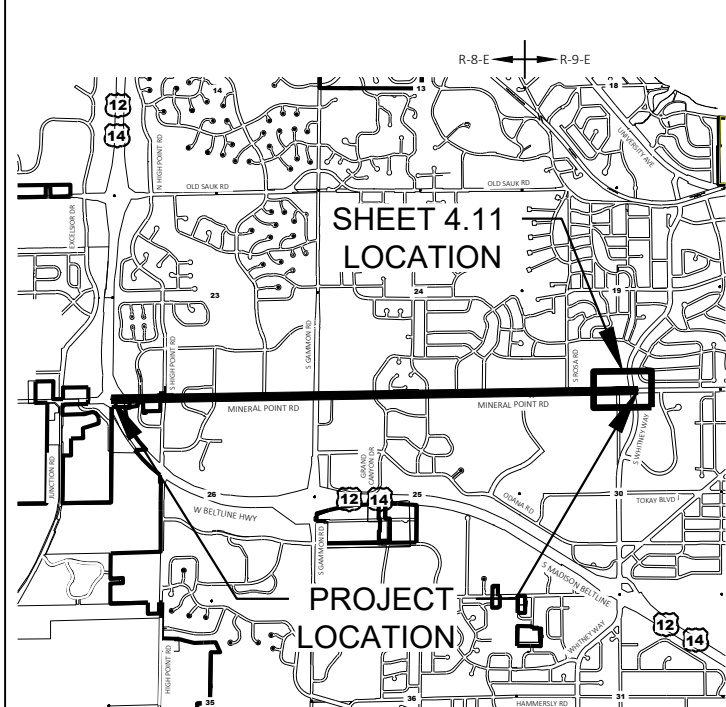 R-8-E
R-9-E
14
13
18
12
14
N HIGH POINT RD
UNIVERSITY AVE
OLD SAUK RD
OLD SAUK RD
EXCELSIOR DR
SHEET 4.11
LOCATION
23
24
19
S HIGH POINT RD
S GAMMON RD
S ROSA RD
MINERAL POINT RD
MINERAL POINT RD
S WHITNEY WAY
JUNCTION RD
GRAND
CANYON DR
26
12
14
25
ODANA RD
30
TOKAY BLVD
W BELTLINE HWY
S GAMMON RD
S MADISON BELTLINE
PROJECT
LOCATION
12
14
WHITNEY WAY
HIGH POINT RD
35
36
HAMMERSLY RD
31